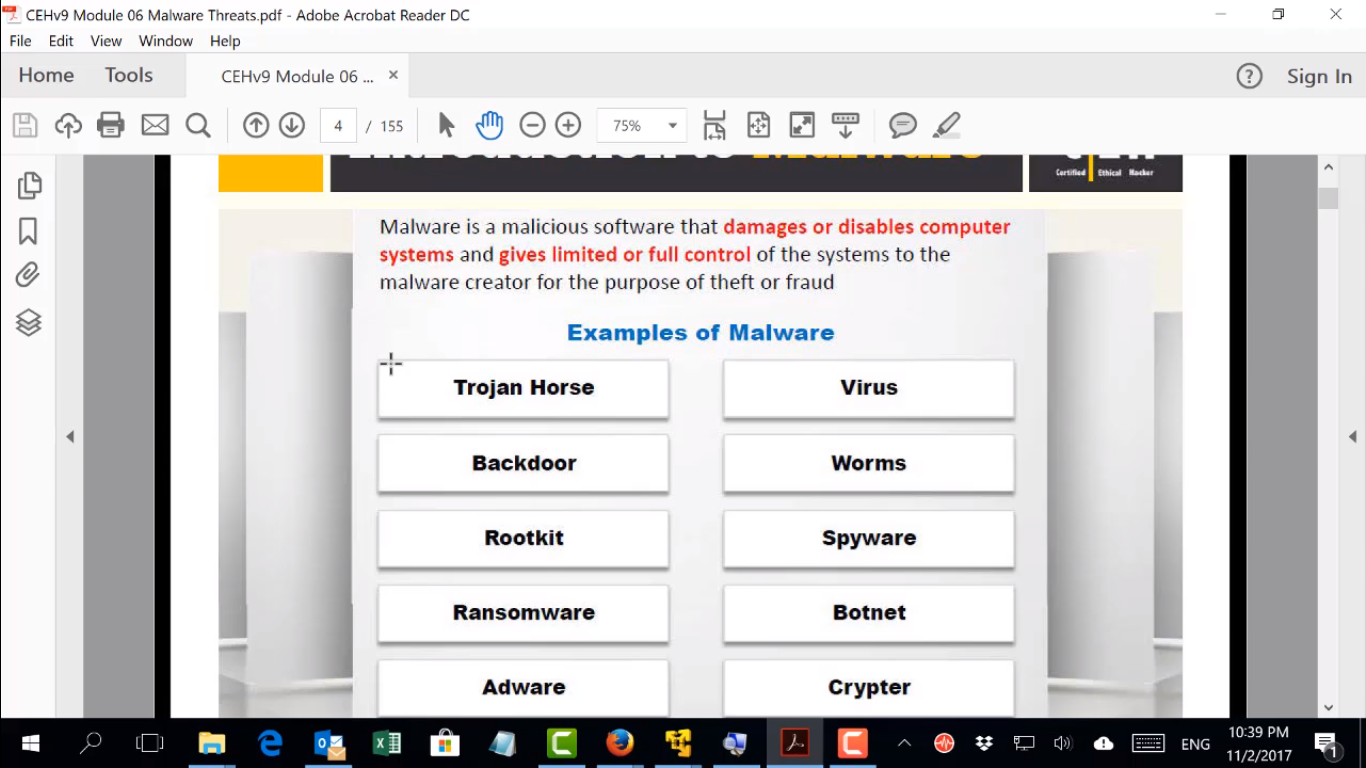 CEHv9 Module 06 Malware Threats.pdf - Adobe Acrobat Reader DC
File Edit View Window Help
Home Tools CEHv9 Module 06 ... × ? Sign In
4 / 155 75%
Introduction to Malware
Certified Ethical Hacker
Malware is a malicious software that damages or disables computer
systems and gives limited or full control of the systems to the
malware creator for the purpose of theft or fraud
Examples of Malware
Trojan Horse Virus
Backdoor Worms
Rootkit Spyware
Ransomware Botnet
Adware Crypter
ENG 10:39 PM
11/2/2017 1